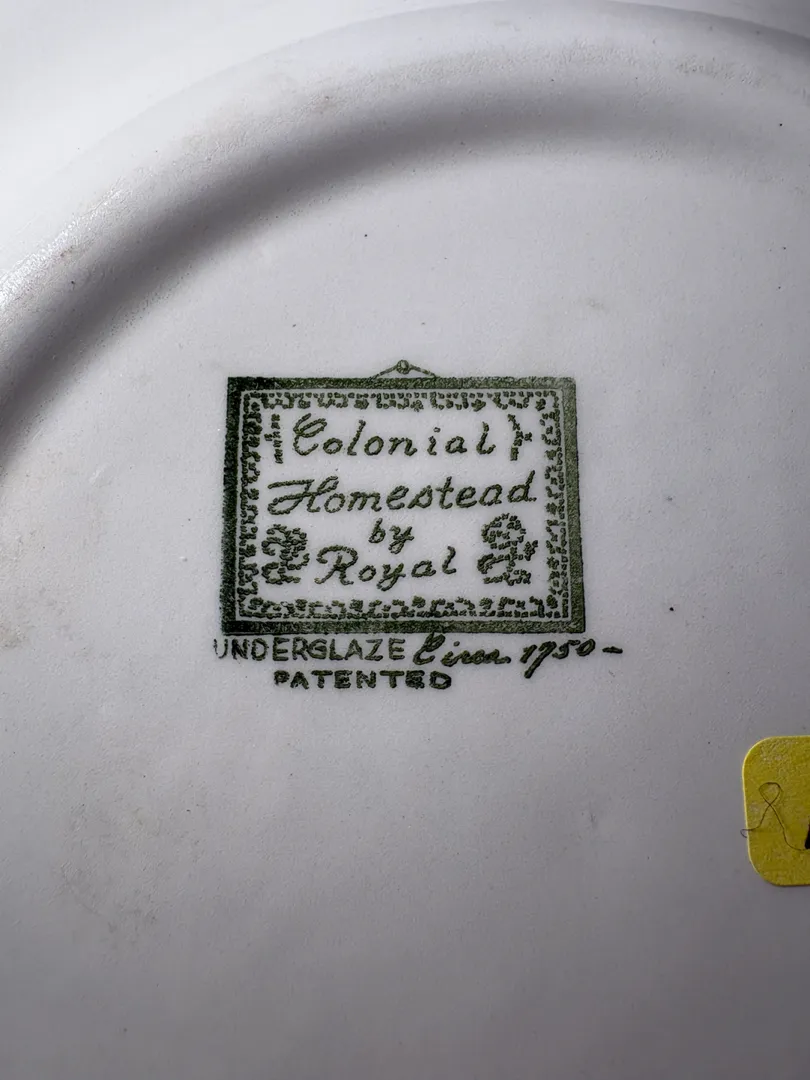 Colonial
Homestead
by
Royal
UNDERGLAZE Circa 1750–
PATENTED